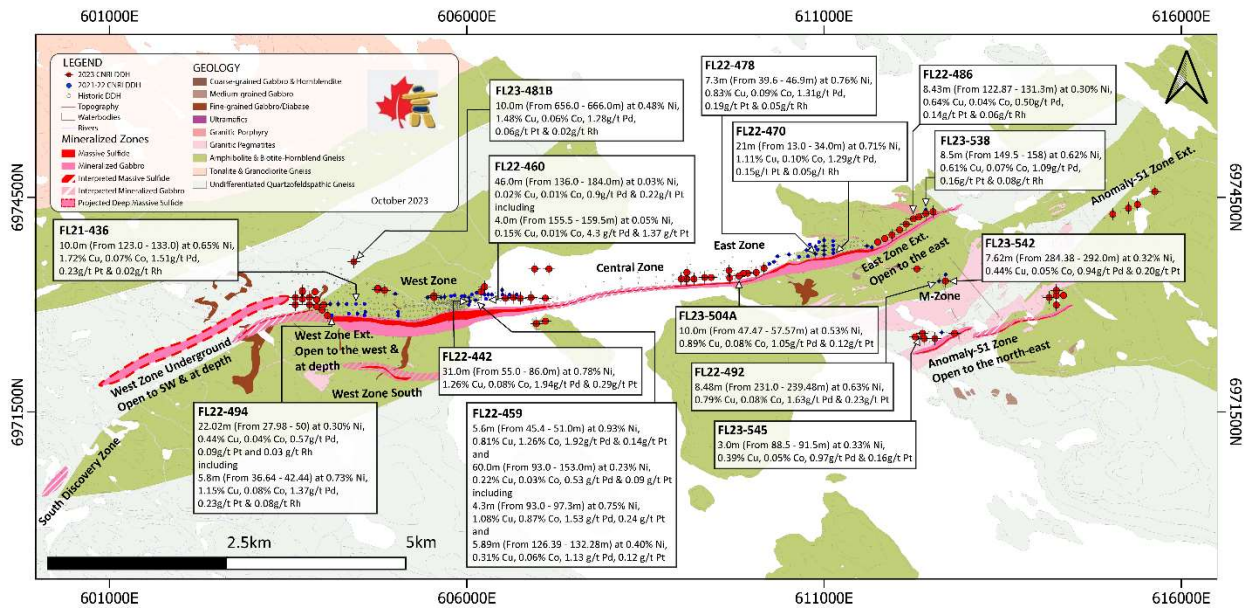 601000E
606000E
611000E
616000E
6974500N
6974500N
6971500N
6971500N
LEGEND
2023 CNRI DDH
2021-22 CNRI DDH
Historic DDH
Topography
Waterbodies
Rivers
Mineralized Zones
Massive Sulfide
Mineralized Gabbro
Interpreted Massive Sulfide
Interpreted Mineralized Gabbro
Projected Deep Massive Sulfide
GEOLOGY
Coarse-grained Gabbro & Hornblendite
Medium-grained Gabbro
Fine-grained Gabbro/Diabase
Ultramafics
Granitic Porphyry
Granitic Pegmatites
Amphibolite & Biotite-Hornblend Gneiss
Tonalite & Granodiorite Gneiss
Undifferentiated Quartzofeldspathic Gneiss
October 2023
FL23-481B
10.0m (From 656.0 - 666.0m) at 0.48% Ni,
1.48% Cu, 0.06% Co, 1.78g/t Pd,
0.06g/t Pt & 0.02g/t Rh
FL22-460
46.0m (From 136.0 - 184.0m) at 0.03% Ni,
0.02% Cu, 0.01% Co, 0.9g/t Pd & 0.22g/t Pt
including
4.0m (From 155.5 - 159.5m) at 0.05% Ni,
0.15% Cu, 0.01% Co, 4.3 g/t Pd & 1.37 g/t Pt
FL22-478
7.3m (From 39.6 - 46.9m) at 0.76% Ni,
0.83% Cu, 0.09% Co, 1.31g/t Pd,
0.19g/t Pt & 0.05g/t Rh
FL22-470
21m (From 13.0 - 34.0m) at 0.71% Ni,
1.11% Cu, 0.10% Co, 1.29g/t Pd,
0.15g/t Pt & 0.05g/t Rh
FL22-486
8.43m (From 122.87 - 131.3m) at 0.30% Ni,
0.64% Cu, 0.04% Co, 0.50g/t Pd,
0.14g/t Pt & 0.06g/t Rh
FL23-538
8.5m (From 149.5 - 158) at 0.62% Ni,
0.61% Cu, 0.07% Co, 1.09g/t Pd,
0.16g/t Pt & 0.08g/t Rh
Anomaly-S1 Zone Ext.
FL21-436
10.0m (From 123.0 - 133.0) at 0.65% Ni,
1.72% Cu, 0.07% Co, 1.51g/t Pd,
0.23g/t Pt & 0.02g/t Rh
West Zone
Central Zone
East Zone
East Zone Ext.
Open to the east
FL23-542
7.62m (From 284.38 - 292.0m) at 0.32% Ni,
0.44% Cu, 0.05% Co, 0.94g/t Pd & 0.20g/t Pt
M-Zone
FL23-504A
10.0m (From 47.47 - 57.57m) at 0.53% Ni,
0.89% Cu, 0.08% Co, 1.05g/t Pd & 0.12g/t Pt
Anomaly-S1 Zone
Open to the north-east
West Zone Underground
Open to SW & at depth
West Zone Ext.
Open to the west &
at depth
West Zone South
FL22-442
31.0m (From 55.0 - 86.0m) at 0.78% Ni,
1.26% Cu, 0.08% Co, 1.94g/t Pd & 0.29g/t Pt
FL22-492
8.48m (From 231.0 - 239.48m) at 0.63% Ni,
0.79% Cu, 0.08% Co, 1.63g/t Pd & 0.23g/t Pt
FL23-545
3.0m (From 88.5 - 91.5m) at 0.33% Ni,
0.39% Cu, 0.05% Co, 0.97g/t Pd & 0.16g/t Pt
FL22-494
22.02m (From 27.98 - 50) at 0.30% Ni,
0.44% Cu, 0.04% Co, 0.57g/t Pd,
0.09g/t Pt and 0.03 g/t Rh
including
5.8m (From 36.64 - 42.44) at 0.73% Ni,
1.15% Cu, 0.08% Co, 1.37g/t Pd,
0.23g/t Pt & 0.08g/t Rh
FL22-459
5.6m (From 45.4 - 51.0m) at 0.93% Ni,
0.81% Cu, 1.26% Co, 1.92g/t Pd & 0.14g/t Pt
and
60.0m (From 93.0 - 153.0m) at 0.23% Ni,
0.22% Cu, 0.03% Co, 0.53 g/t Pd & 0.09 g/t Pt
including
4.3m (From 93.0 - 97.3m) at 0.75% Ni,
1.08% Cu, 0.87% Co, 1.53 g/t Pd, 0.24 g/t Pt
and
5.89m (From 126.39 - 132.28m) at 0.40% Ni,
0.31% Cu, 0.06% Co, 1.13 g/t Pd, 0.12 g/t Pt
South Discovery Zone
2.5km
5km
601000E
606000E
611000E
616000E